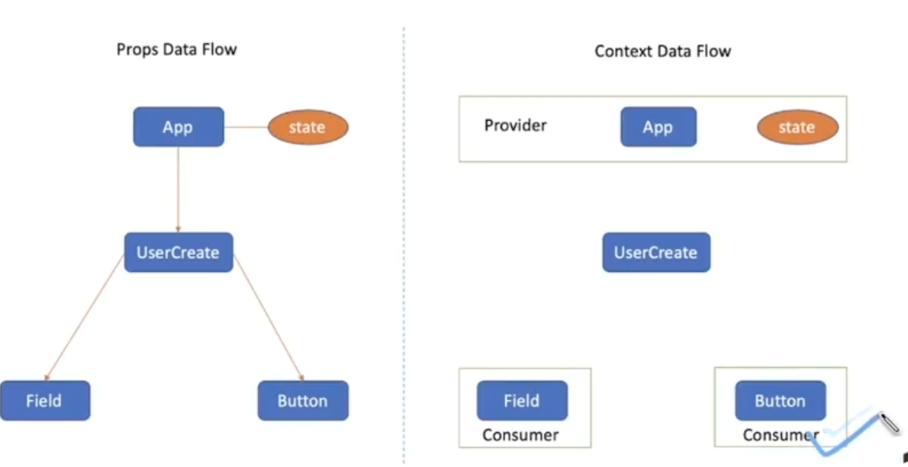 Props Data Flow
App
state
UserCreate
Field
Button
Context Data Flow
Provider
App
state
UserCreate
Field
Consumer
Button
Consumer